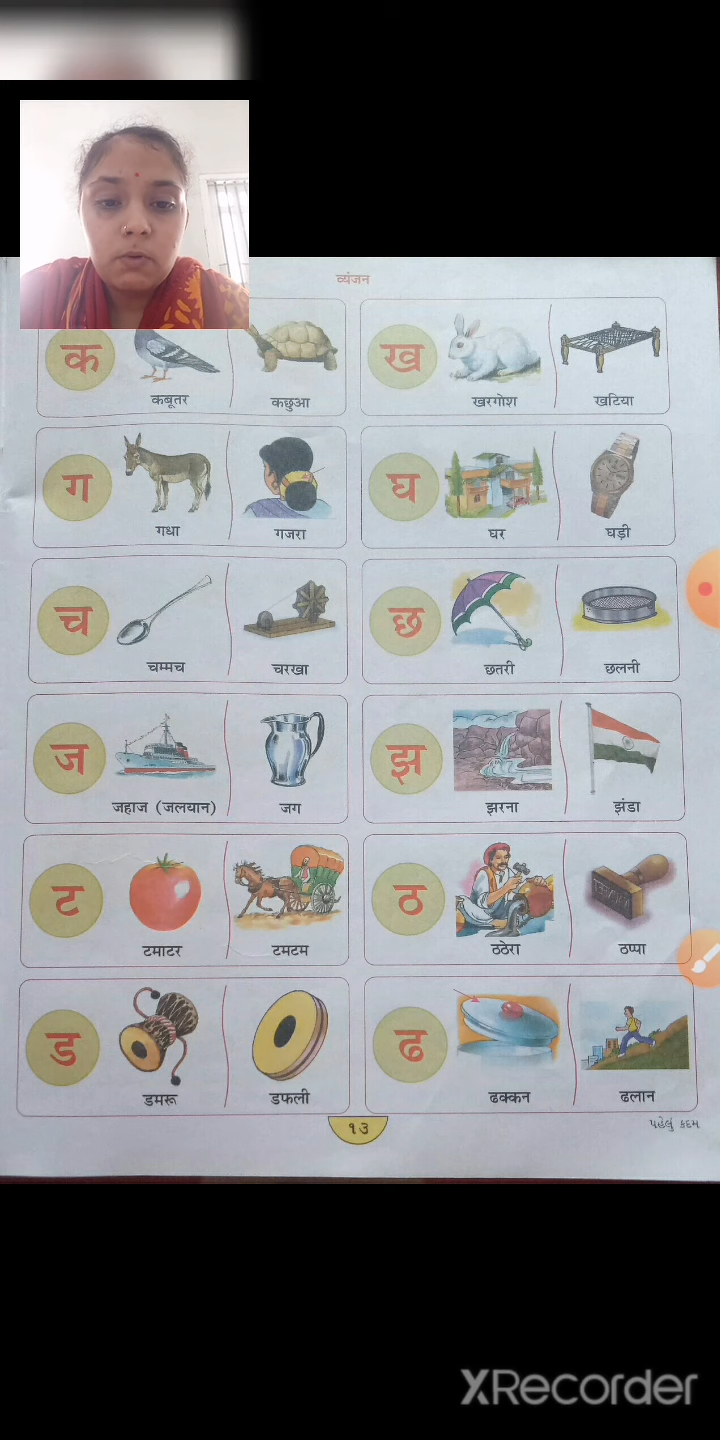 व्यंजन
क
कबूतर
कछुआ
ख
खरगोश
खटिया
ग
गधा
गजरा
घ
घर
घड़ी
च
चम्मच
चरखा
छ
छतरी
छलनी
ज
जहाज (जलयान)
जग
झ
झरना
झंडा
ट
टमाटर
टमटम
ठ
ठठेरा
ठप्पा
ड
डमरू
डफली
ढ
ढक्कन
ढलान
१३
પહેલું કદમ
XRecorder